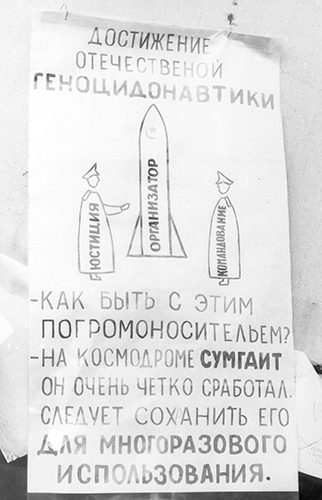 ДОСТИЖЕНИЕ
ОТЕЧЕСТВЕНОЙ
ГЕНОЦИДОНАВТИКИ
ЮСТИЦИЯ
ОРГАНИЗАТОР
КОМАНДОВАНИЕ
-КАК БЫТЬ С ЭТИМ
ПОГРОМОНОСИТЕЛЬЕМ?
-НА КОСМОДРОМЕ СУМГАИТ
ОН ОЧЕНЬ ЧЕТКО СРАБОТАЛ.
СЛЕДУЕТ СОХАНИТЬ ЕГО
ДЛЯ МНОГОРАЗОВОГО
ИСПОЛЬЗОВАНИЯ.